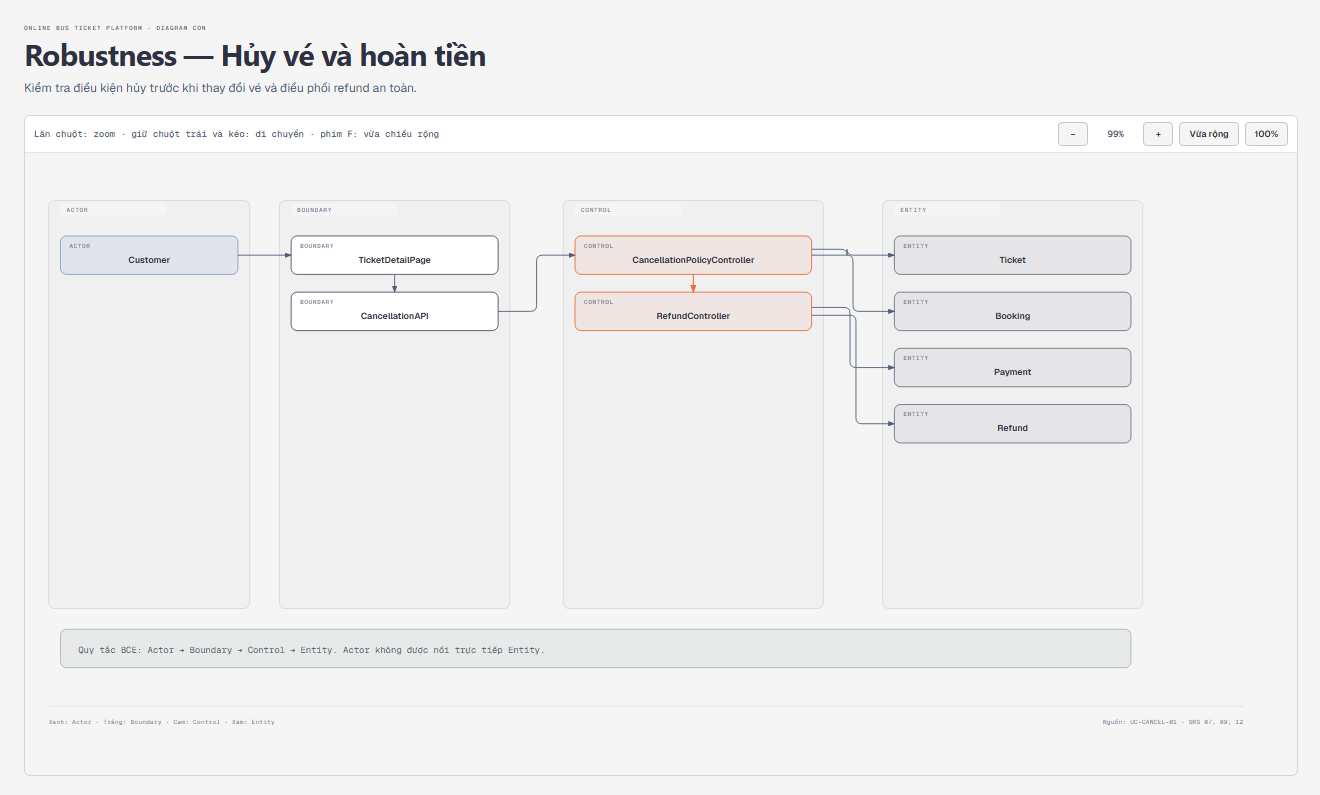 ONLINE BUS TICKET PLATFORM · DIAGRAM CON
Robustness — Hủy vé và hoàn tiền
Kiểm tra điều kiện hủy trước khi thay đổi vé và điều phối refund an toàn.
Lăn chuột: zoom · giữ chuột trái và kéo: di chuyển · phím F: vừa chiều rộng
−
99%
+
Vừa rộng
100%
ACTOR
BOUNDARY
CONTROL
ENTITY
ACTOR
Customer
BOUNDARY
TicketDetailPage
CONTROL
CancellationPolicyController
ENTITY
Ticket
BOUNDARY
CancellationAPI
CONTROL
RefundController
ENTITY
Booking
ENTITY
Payment
ENTITY
Refund
Quy tắc BCE: Actor → Boundary → Control → Entity. Actor không được nối trực tiếp Entity.
Xanh: Actor · Trắng: Boundary · Cam: Control · Xám: Entity
Nguồn: UC-CANCEL-01 · SRS 07, 09, 12